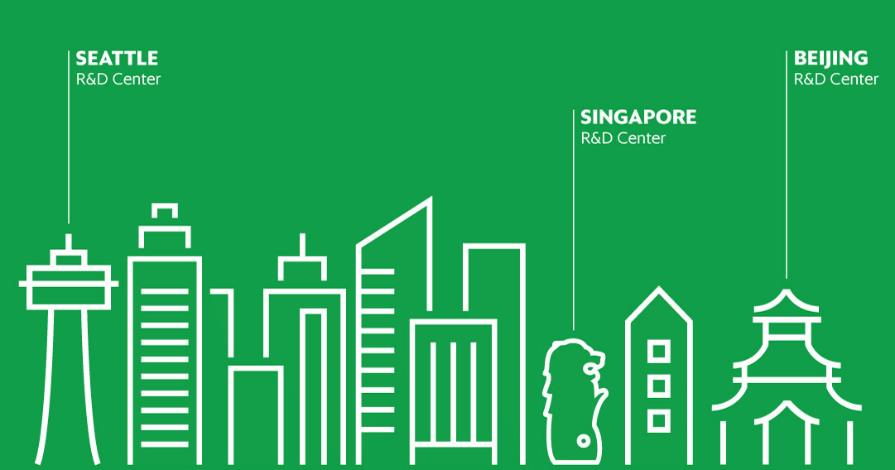 SEATTLE
R&D Center
SINGAPORE
R&D Center
BEIJING
R&D Center